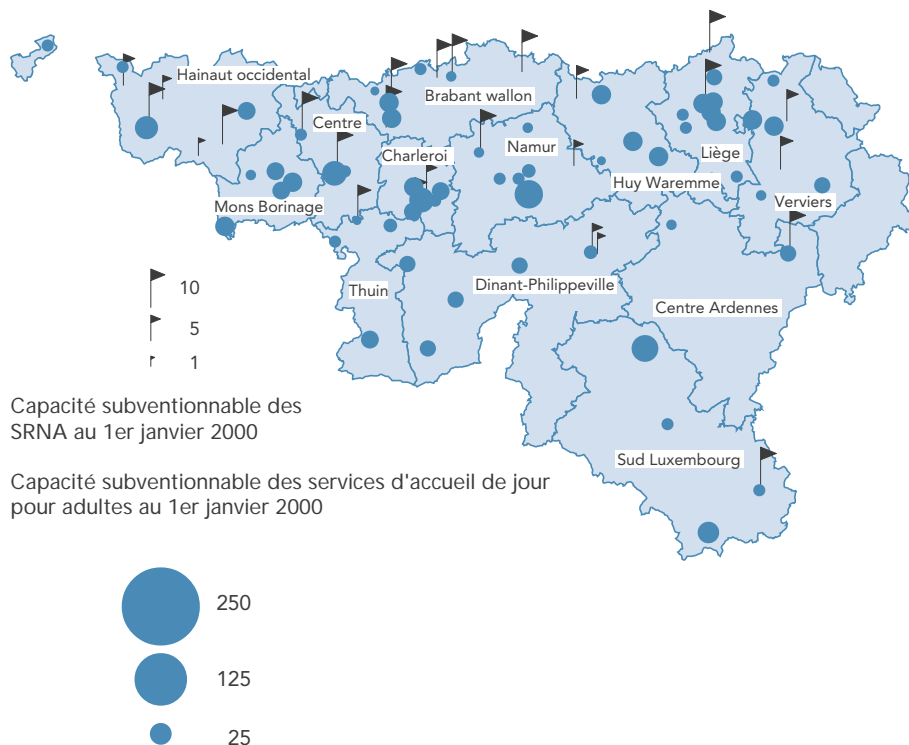 Hainaut occidental
Brabant wallon
Centre
Charleroi
Namur
Liège
Huy Waremme
Mons Borinage
Verviers
Thuin
Dinant-Philippeville
Centre Ardennes
10
5
1
Capacité subventionnable des
SRNA au 1er janvier 2000
Sud Luxembourg
Capacité subventionnable des services d'accueil de jour
pour adultes au 1er janvier 2000
250
125
25